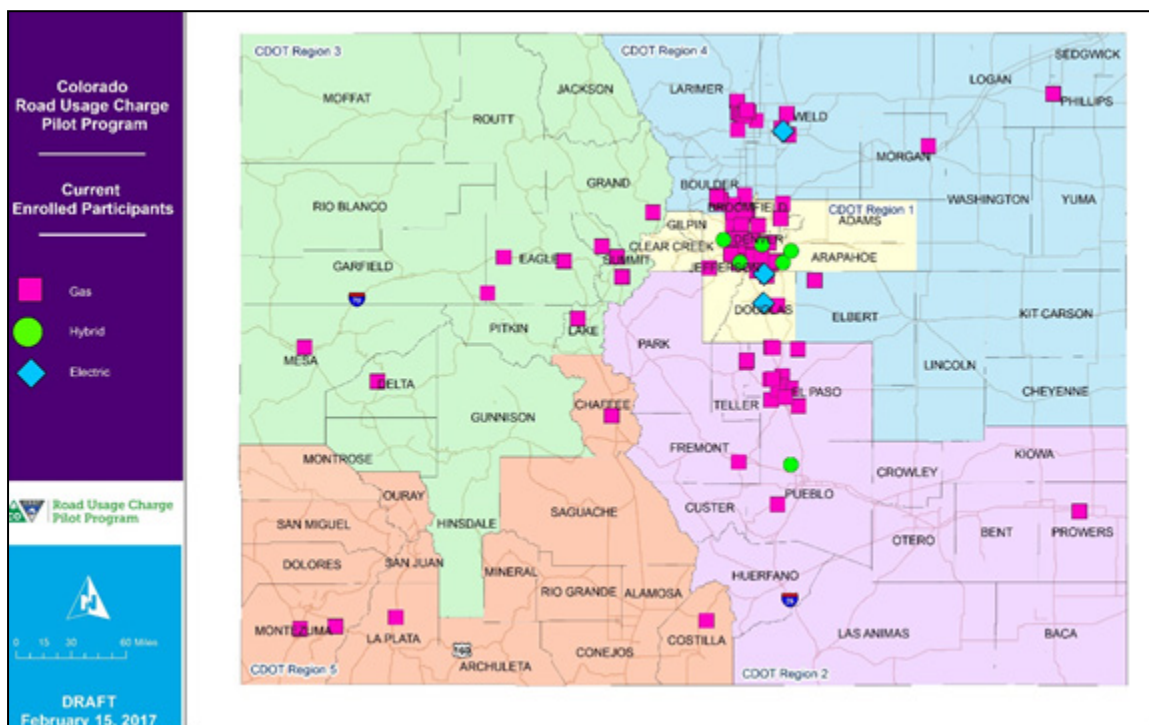 Colorado
Road Usage Charge
Pilot Program
Current
Enrolled Participants
Gas
Hybrid
Electric
Road Usage Charge
Pilot Program
0 15 30 60 Miles
DRAFT
February 15, 2017
CDOT Region 3
CDOT Region 4
SEDGWICK
LOGAN
PHILLIPS
MOFFAT
JACKSON
LARIMER
WELD
ROUTT
MORGAN
GRAND
BOULDER
WASHINGTON
YUMA
RIO BLANCO
BROOMFIELD
CDOT Region 1
ADAMS
GILPIN
DENVER
CLEAR CREEK
ARAPAHOE
GARFIELD
EAGLE
SUMMIT
JEFFERSON
70
DOUGLAS
ELBERT
KIT CARSON
PITKIN
LAKE
PARK
MESA
LINCOLN
DELTA
CHEYENNE
EL PASO
CHAFFEE
TELLER
GUNNISON
FREMONT
KIOWA
MONTROSE
CROWLEY
OURAY
PUEBLO
SAGUACHE
CUSTER
SAN MIGUEL
HINSDALE
BENT
PROWERS
OTERO
DOLORES
SAN JUAN
MINERAL
HUERFANO
RIO GRANDE
ALAMOSA
MONTEZUMA
LA PLATA
COSTILLA
LAS ANIMAS
BACA
160
CONEJOS
ARCHULETA
CDOT Region 5
CDOT Region 2